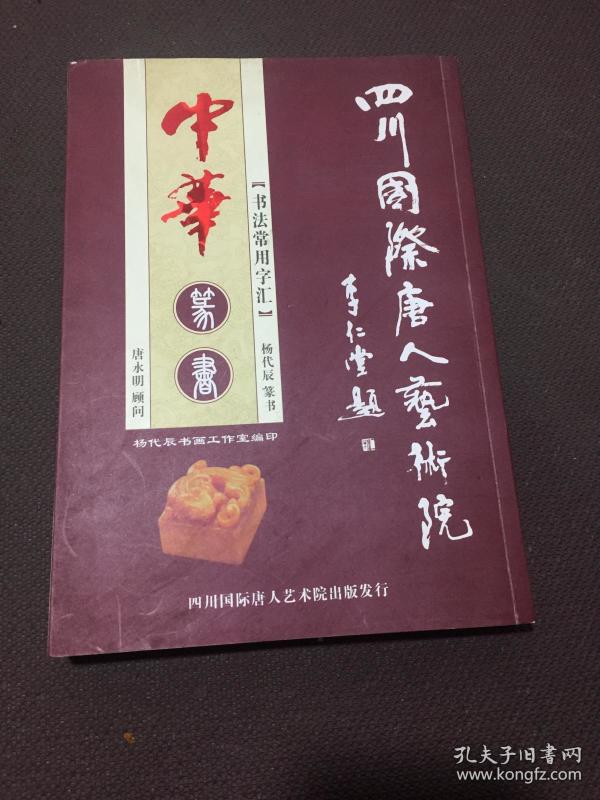 四川國際唐人藝術院
李仁堂題
中華
篆書
【书法常用字汇】
杨代辰 篆书
唐永明 顾问
杨代辰书画工作室编印
四川国际唐人艺术院出版发行
孔夫子旧書网
www.kongfz.com